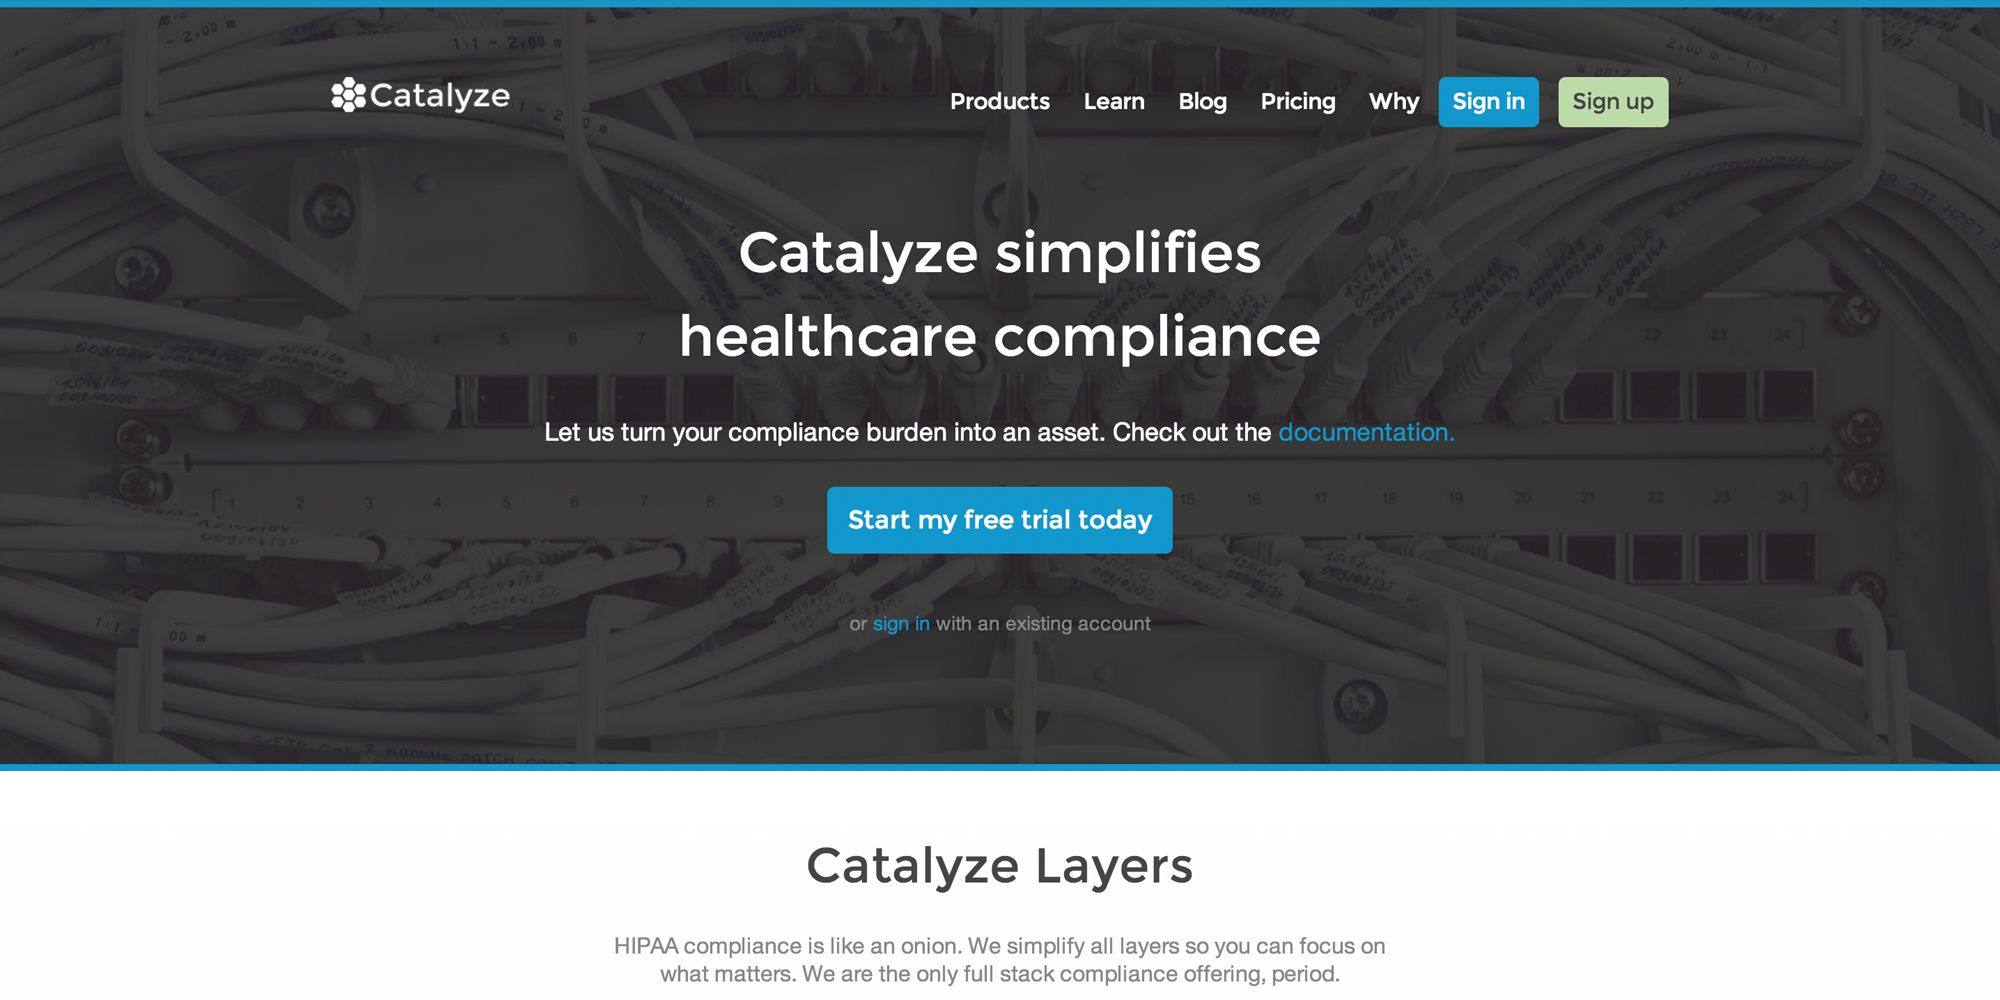 Catalyze
Products Learn Blog Pricing Why Sign in Sign up
Catalyze simplifies
healthcare compliance
Let us turn your compliance burden into an asset. Check out the documentation.
Start my free trial today
or sign in with an existing account
Catalyze Layers
HIPAA compliance is like an onion. We simplify all layers so you can focus on
what matters. We are the only full stack compliance offering, period.